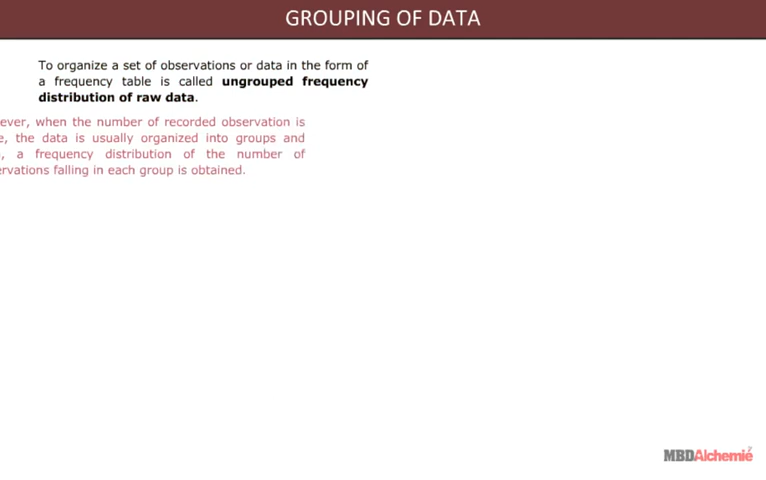 GROUPING OF DATA
To organize a set of observations or data in the form of
a frequency table is called ungrouped frequency
distribution of raw data.
ever, when the number of recorded observation is
e, the data is usually organized into groups and
, a frequency distribution of the number of
ervations falling in each group is obtained.
MBDAlchemie